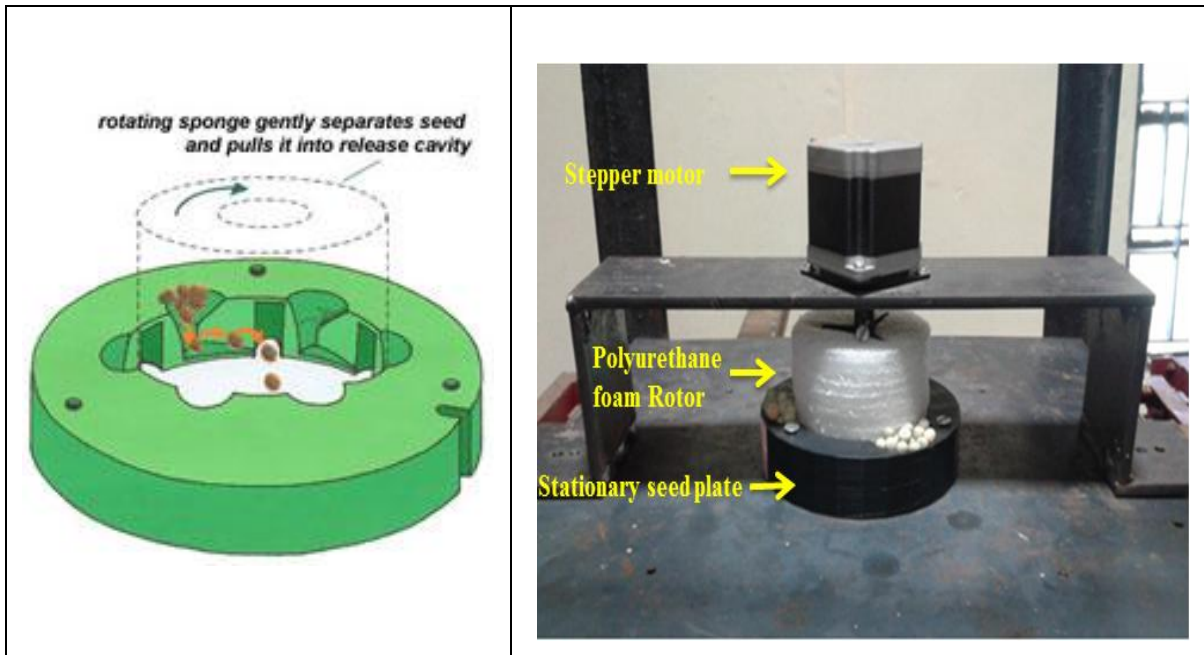 rotating sponge gently separates seed
and pulls it into release cavity
Stepper motor
Polyurethane
foam Rotor
Stationary seed plate